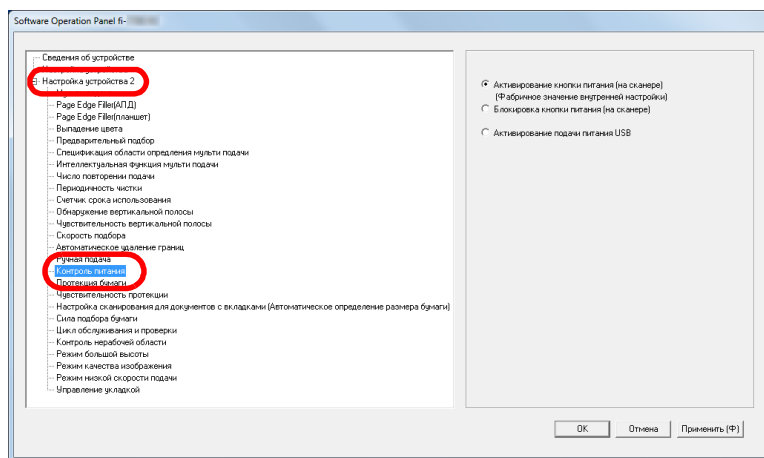 Software Operation Panel fi-
Сведения об устройстве
Настройка устройства 2
Page Edge Filler(АПД)
Page Edge Filler(планшет)
Выпадение цвета
Предварительный подбор
Спецификация области опредления мульти подачи
Интеллектуальная функция мульти подачи
Число повторении подачи
Периодичность чистки
Счетчик срока использования
Обнаружение вертикальной полосы
Чувствительность вертикальной полосы
Скорость подбора
Автоматическое удаление границ
Ручная подача
Контроль питания
Протекция бумаги
Чувствительность протекции
Настройка сканирования для документов с вкладками (Автоматическое определение размера бумаги)
Сила подбора бумаги
Цикл обслуживания и проверки
Контроль нерабочей области
Режим большой высоты
Режим качества изображения
Режим низкой скорости подачи
Управление укладкой
Активирование кнопки питания (на сканере)
(Фабричное значение внутренней настройки)
Блокировка кнопки питания (на сканере)
Активирование подачи питания USB
OK
Отмена
Применить (Ф)